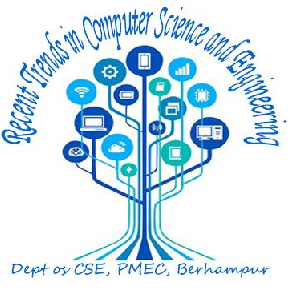 Recent Trends in Computer Science and Engineering
Dept os CSE, PMEC, Berhampur